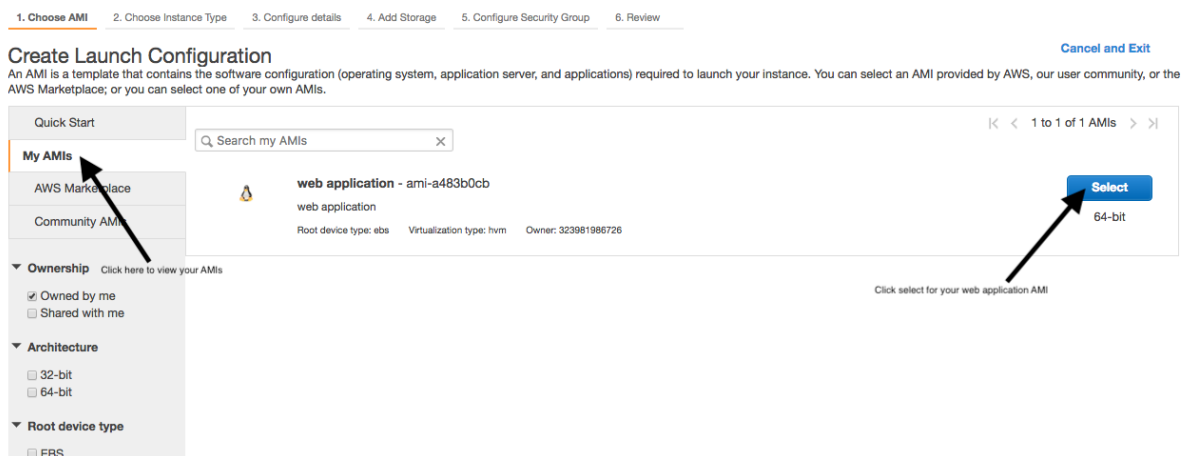 1. Choose AMI 2. Choose Instance Type 3. Configure details 4. Add Storage 5. Configure Security Group 6. Review
Create Launch Configuration
Cancel and Exit
An AMI is a template that contains the software configuration (operating system, application server, and applications) required to launch your instance. You can select an AMI provided by AWS, our user community, or the
AWS Marketplace; or you can select one of your own AMIs.
Quick Start
My AMIs
AWS Marketplace
Community AMIs
Search my AMIs
1 to 1 of 1 AMIs
web application - ami-a483b0cb
web application
Root device type: ebs Virtualization type: hvm Owner: 323981986726
Select
64-bit
Click here to view your AMIs
Click select for your web application AMI
Ownership
Owned by me
Shared with me
Architecture
32-bit
64-bit
Root device type
EBS